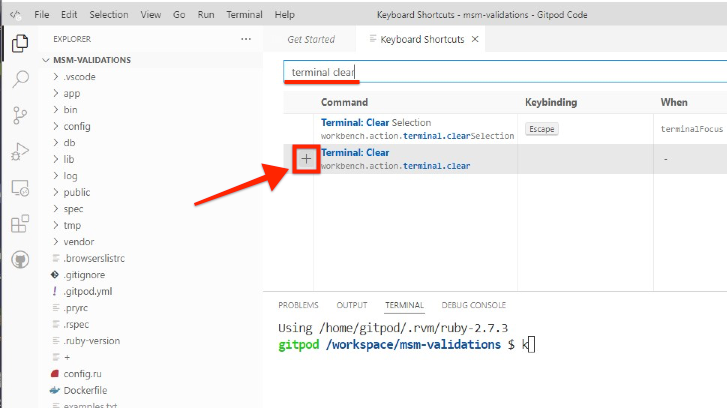 File Edit Selection View Go Run Terminal Help Keyboard Shortcuts - msm-validations - Gitpod Code
EXPLORER ...
Get Started
Keyboard Shortcuts ×
MSM-VALIDATIONS
.vscode
app
bin
config
db
lib
log
public
spec
tmp
vendor
.browserslistrc
.gitignore
! .gitpod.yml
.pryrc
.rspec
.ruby-version
+
config.ru
Dockerfile
examples.txt
terminal clear
Command Keybinding When
Terminal: Clear Selection
workbench.action.terminal.clearSelection
Escape
terminalFocus
+
Terminal: Clear
workbench.action.terminal.clear
-
PROBLEMS OUTPUT TERMINAL DEBUG CONSOLE
Using /home/gitpod/.rvm/ruby-2.7.3
gitpod /workspace/msm-validations $ k